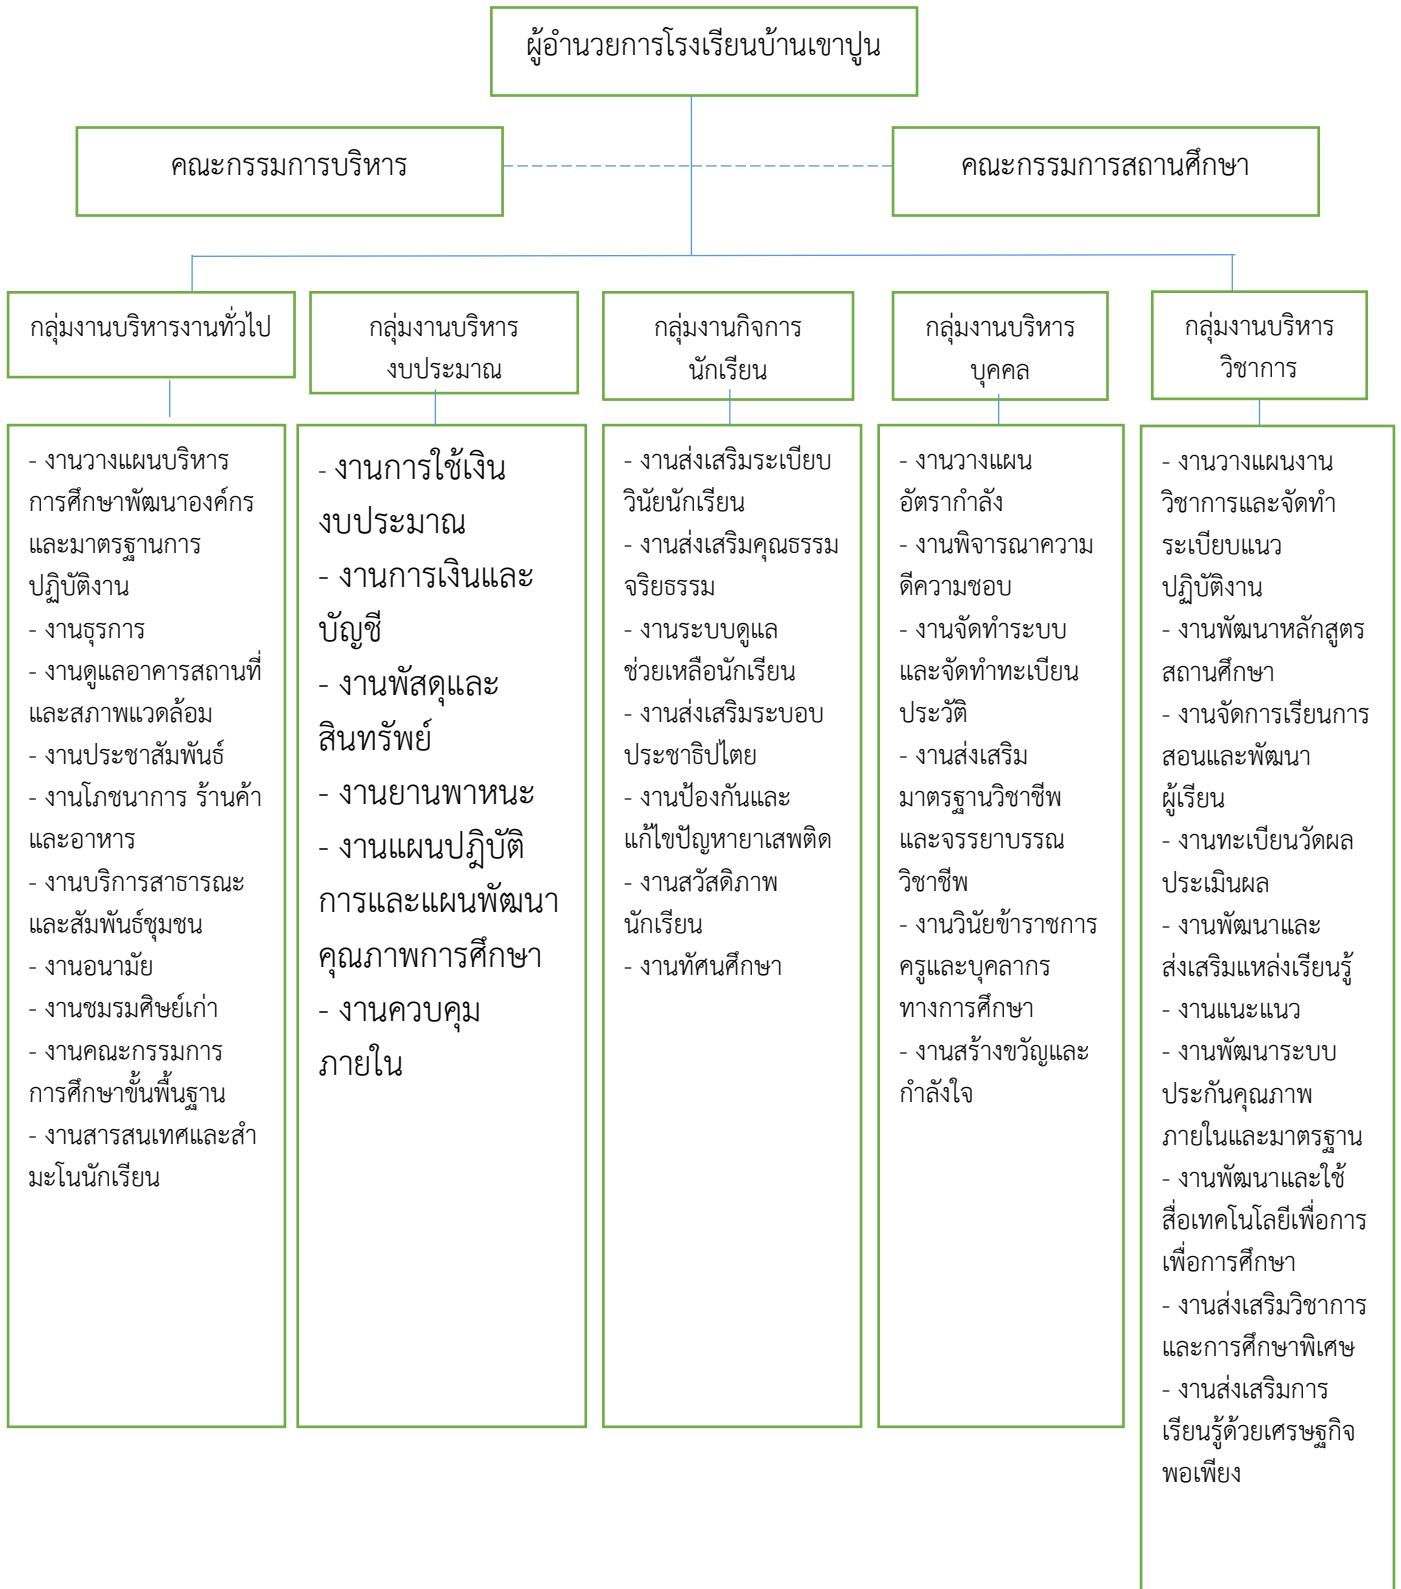 ผู้อำนวยการโรงเรียนบ้านเขาปูน
คณะกรรมการบริหาร
คณะกรรมการสถานศึกษา
กลุ่มงานบริหารงานทั่วไป
กลุ่มงานบริหาร
งบประมาณ
กลุ่มงานกิจการ
นักเรียน
กลุ่มงานบริหาร
บุคคล
กลุ่มงานบริหาร
วิชาการ
- งานวางแผนบริหาร
การศึกษาพัฒนาองค์กร
และมาตรฐานการ
ปฏิบัติงาน
- งานธุรการ
- งานดูแลอาคารสถานที่
และสภาพแวดล้อม
- งานประชาสัมพันธ์
- งานโภชนาการ ร้านค้า
และอาหาร
- งานบริการสาธารณะ
และสัมพันธ์ชุมชน
- งานอนามัย
- งานชมรมศิษย์เก่า
- งานคณะกรรมการ
การศึกษาขั้นพื้นฐาน
- งานสารสนเทศและสำ
มะโนนักเรียน
- งานการใช้เงิน
งบประมาณ
- งานการเงินและ
บัญชี
- งานพัสดุและ
สินทรัพย์
- งานยานพาหนะ
- งานแผนปฎิบัติ
การและแผนพัฒนา
คุณภาพการศึกษา
- งานควบคุม
ภายใน
- งานส่งเสริมระเบียบ
วินัยนักเรียน
- งานส่งเสริมคุณธรรม
จริยธรรม
- งานระบบดูแล
ช่วยเหลือนักเรียน
- งานส่งเสริมระบอบ
ประชาธิปไตย
- งานป้องกันและ
แก้ไขปัญหายาเสพติด
- งานสวัสดิภาพ
นักเรียน
- งานทัศนศึกษา
- งานวางแผน
อัตรากำลัง
- งานพิจารณาความ
ดีความชอบ
- งานจัดทำระบบ
และจัดทำทะเบียน
ประวัติ
- งานส่งเสริม
มาตรฐานวิชาชีพ
และจรรยาบรรณ
วิชาชีพ
- งานวินัยข้าราชการ
ครูและบุคลากร
ทางการศึกษา
- งานสร้างขวัญและ
กำลังใจ
- งานวางแผนงาน
วิชาการและจัดทำ
ระเบียบแนว
ปฏิบัติงาน
- งานพัฒนาหลักสูตร
สถานศึกษา
- งานจัดการเรียนการ
สอนและพัฒนา
ผู้เรียน
- งานทะเบียนวัดผล
ประเมินผล
- งานพัฒนาและ
ส่งเสริมแหล่งเรียนรู้
- งานแนะแนว
- งานพัฒนาระบบ
ประกันคุณภาพ
ภายในและมาตรฐาน
- งานพัฒนาและใช้
สื่อเทคโนโลยีเพื่อการ
เพื่อการศึกษา
- งานส่งเสริมวิชาการ
และการศึกษาพิเศษ
- งานส่งเสริมการ
เรียนรู้ด้วยเศรษฐกิจ
พอเพียง